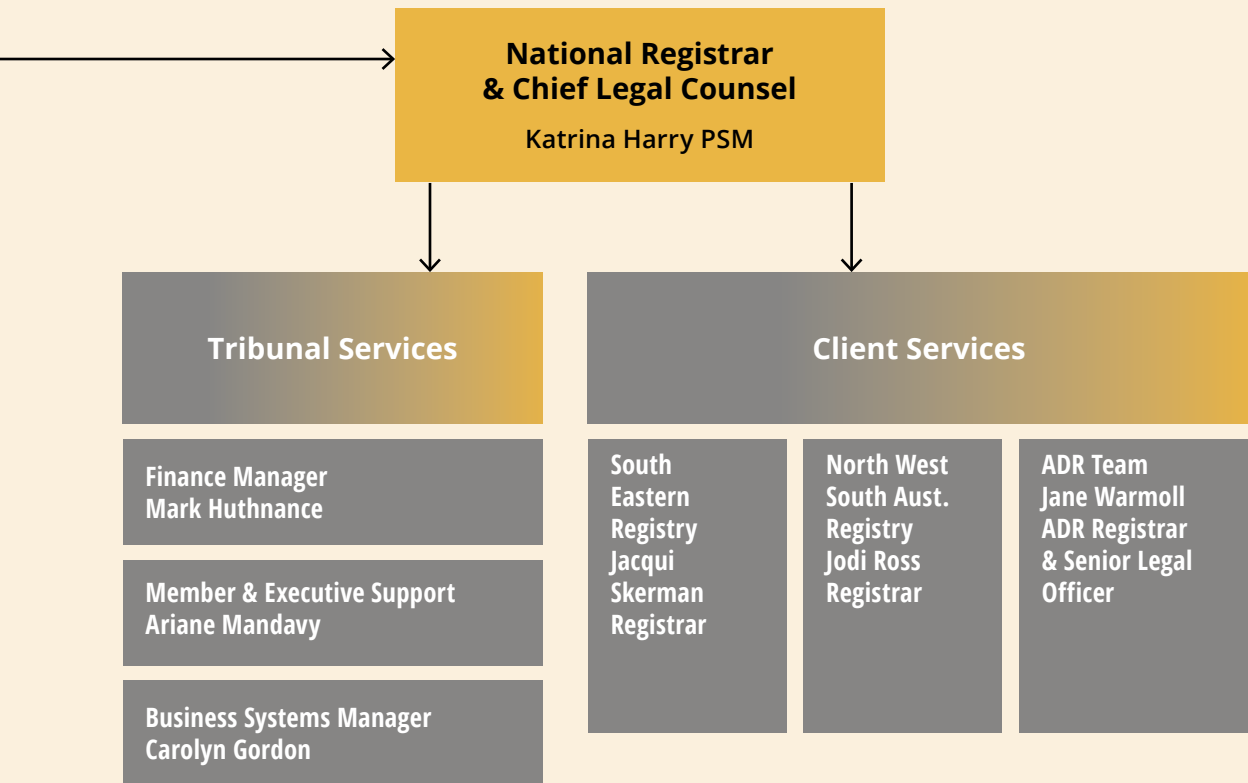 National Registrar
& Chief Legal Counsel
Katrina Harry PSM
Tribunal Services
Finance Manager
Mark Huthnance
Member & Executive Support
Ariane Mandavy
Business Systems Manager
Carolyn Gordon
Client Services
South
Eastern
Registry
Jacqui
Skerman
Registrar
North West
South Aust.
Registry
Jodi Ross
Registrar
ADR Team
Jane Warmoll
ADR Registrar
& Senior Legal
Officer